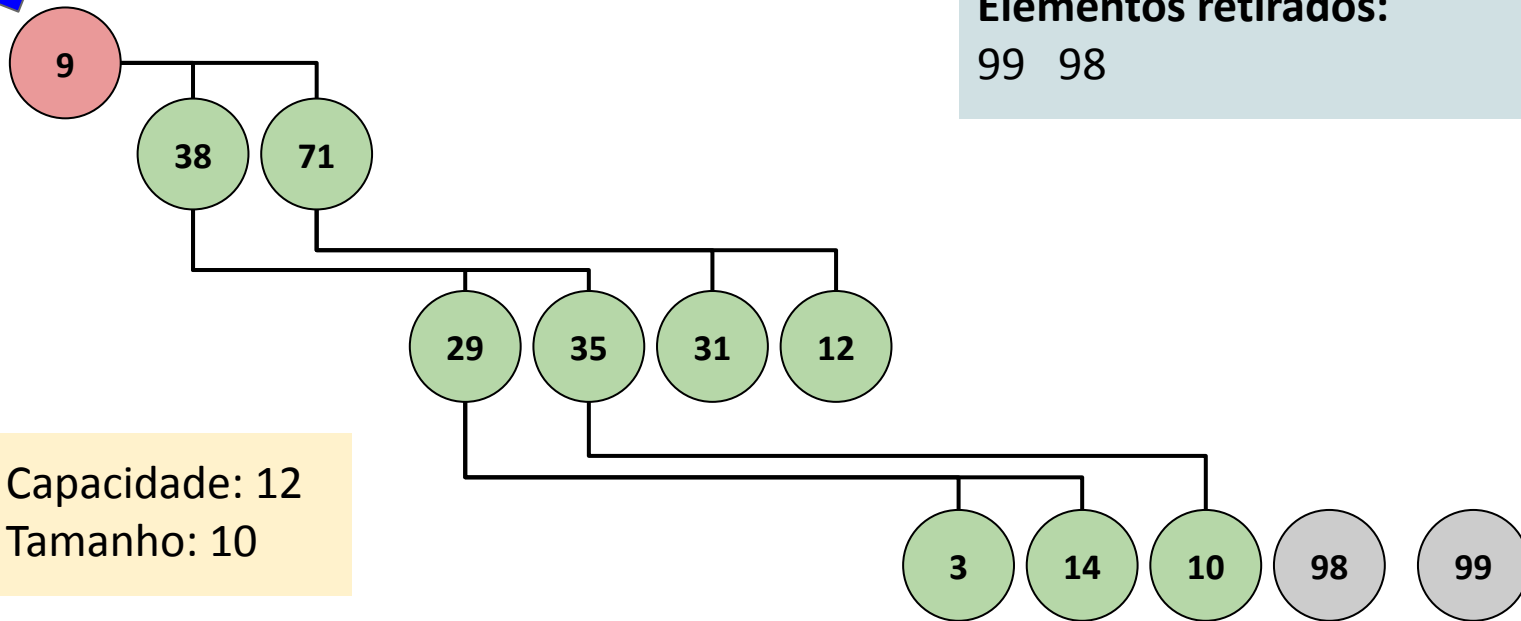 Elementos retirados:
99 98
9
38 71
29 35 31 12
Capacidade: 12
Tamanho: 10
3 14 10 98 99